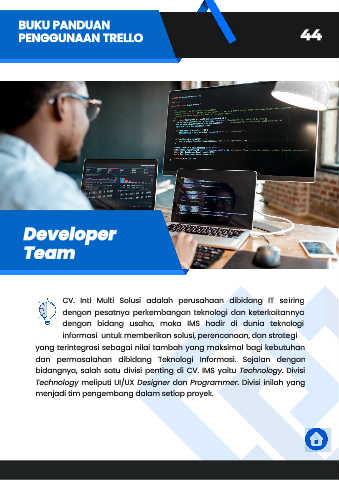 BUKU PANDUAN
PENGGUNAAN TRELLO
44
Developer
Team
CV. Inti Multi Solusi adalah perusahaan dibidang IT seiring
dengan pesatnya perkembangan teknologi dan keterkaitannya
dengan bidang usaha, maka IMS hadir di dunia teknologi
informasi untuk memberikan solusi, perencanaan, dan strategi
yang terintegrasi sebagai nilai tambah yang maksimal bagi kebutuhan
dan permasalahan dibidang Teknologi Informasi. Sejalan dengan
bidangnya, salah satu divisi penting di CV. IMS yaitu Technology. Divisi
Technology meliputi UI/UX Designer dan Programmer. Divisi inilah yang
menjadi tim pengembang dalam setiap proyek.